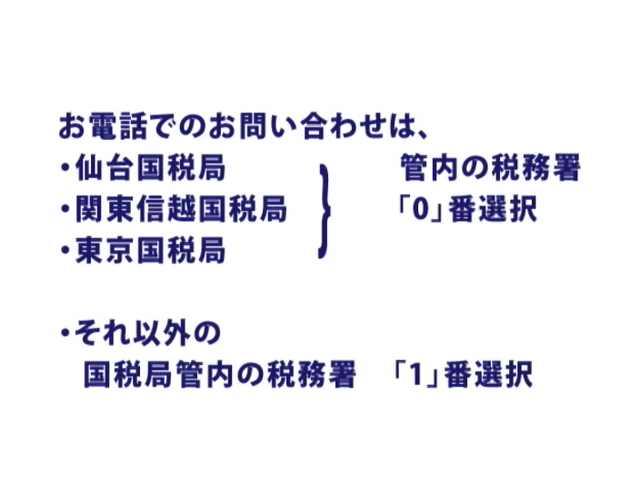 お電話でのお問い合わせは、
・仙台国税局
・関東信越国税局
・東京国税局
管内の税務署
「0」番選択
・それ以外の
国税局管内の税務署 「1」番選択